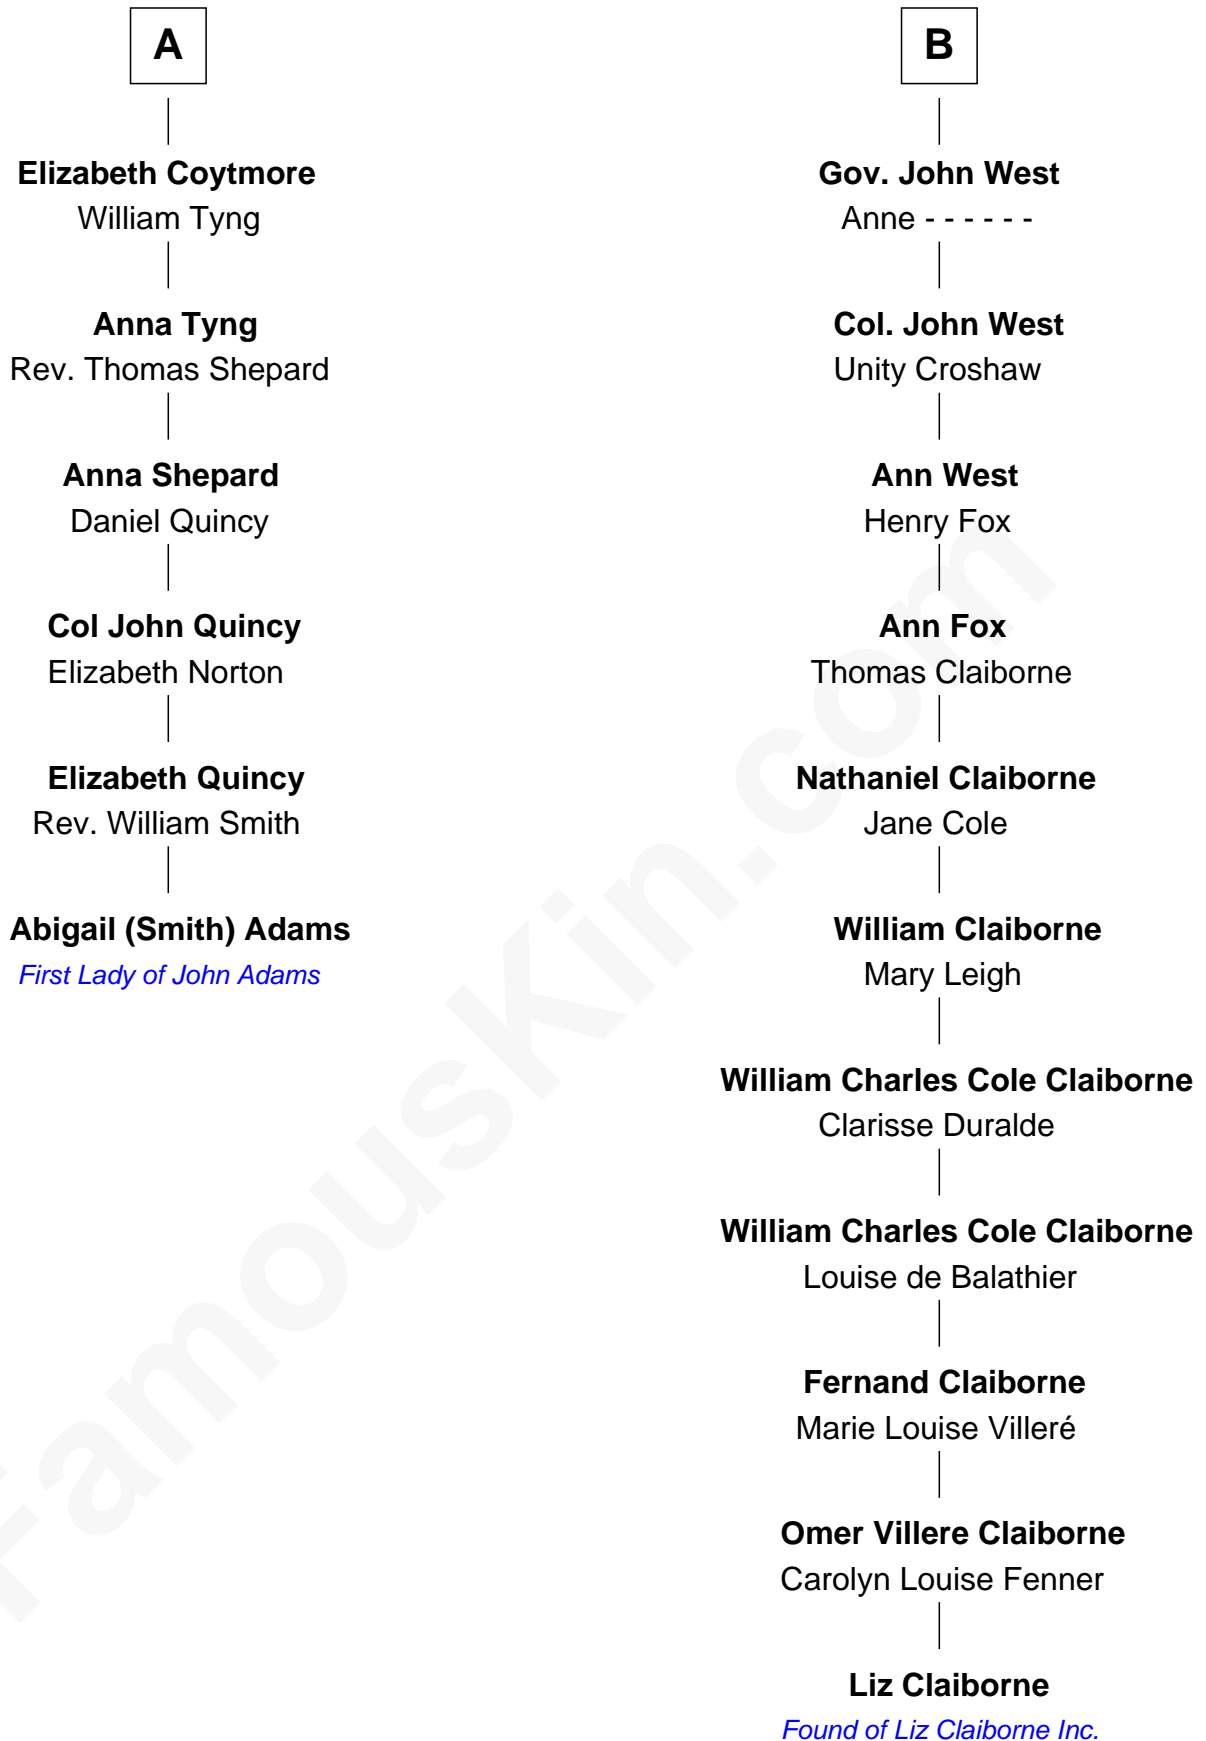 A
Elizabeth Coytmore
William Tyng
Anna Tyng
Rev. Thomas Shepard
Anna Shepard
Daniel Quincy
Col John Quincy
Elizabeth Norton
Elizabeth Quincy
Rev. William Smith
Abigail (Smith) Adams
First Lady of John Adams
B
Gov. John West
Anne - - - - - -
Col. John West
Unity Croshaw
Ann West
Henry Fox
Ann Fox
Thomas Claiborne
Nathaniel Claiborne
Jane Cole
William Claiborne
Mary Leigh
William Charles Cole Claiborne
Clarisse Duralde
William Charles Cole Claiborne
Louise de Balathier
Fernand Claiborne
Marie Louise Villeré
Omer Villere Claiborne
Carolyn Louise Fenner
Liz Claiborne
Found of Liz Claiborne Inc.
FamousKin.com